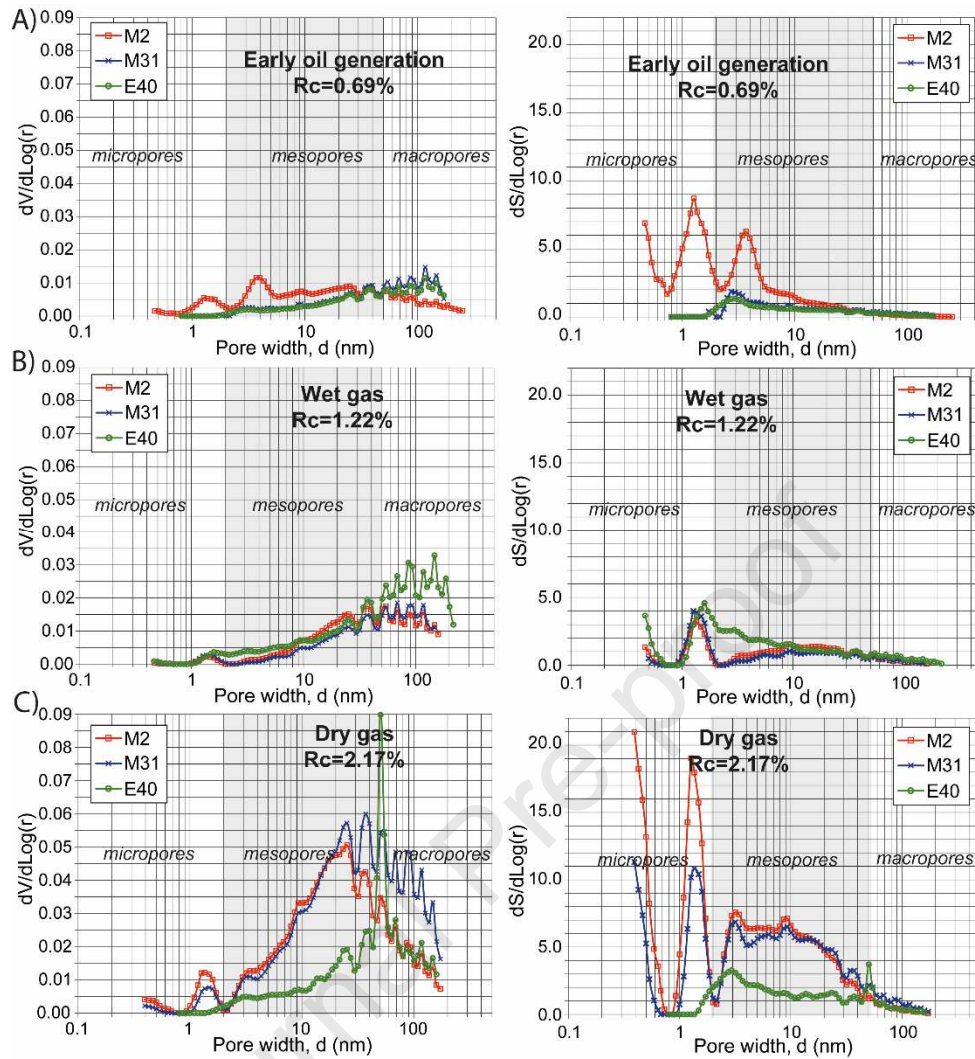 A)
0.09
0.08
0.07
0.06
0.05
0.04
0.03
0.02
0.01
0.00
dV/dLog(r)
M2
M31
E40
Early oil generation
Rc=0.69%
micropores
mesopores
macropores
0.1
1
10
100
Pore width, d (nm)
20.0
15.0
10.0
5.0
0.0
dS/dLog(r)
Early oil generation
Rc=0.69%
M2
M31
E40
micropores
mesopores
macropores
0.1
1
10
100
Pore width, d (nm)
B)
0.09
0.08
0.07
0.06
0.05
0.04
0.03
0.02
0.01
0.00
dV/dLog(r)
M2
M31
E40
Wet gas
Rc=1.22%
micropores
mesopores
macropores
0.1
1
10
100
Pore width, d (nm)
20.0
15.0
10.0
5.0
0.0
dS/dLog(r)
Wet gas
Rc=1.22%
M2
M31
E40
micropores
mesopores
macropores
0.1
1
10
100
Pore width, d (nm)
C)
0.09
0.08
0.07
0.06
0.05
0.04
0.03
0.02
0.01
0.00
dV/dLog(r)
M2
M31
E40
Dry gas
Rc=2.17%
micropores
mesopores
macropores
0.1
1
10
100
Pore width, d (nm)
20.0
15.0
10.0
5.0
0.0
dS/dLog(r)
Dry gas
Rc=2.17%
M2
M31
E40
micropores
mesopores
macropores
0.1
1
10
100
Pore width, d (nm)
Pre-proof